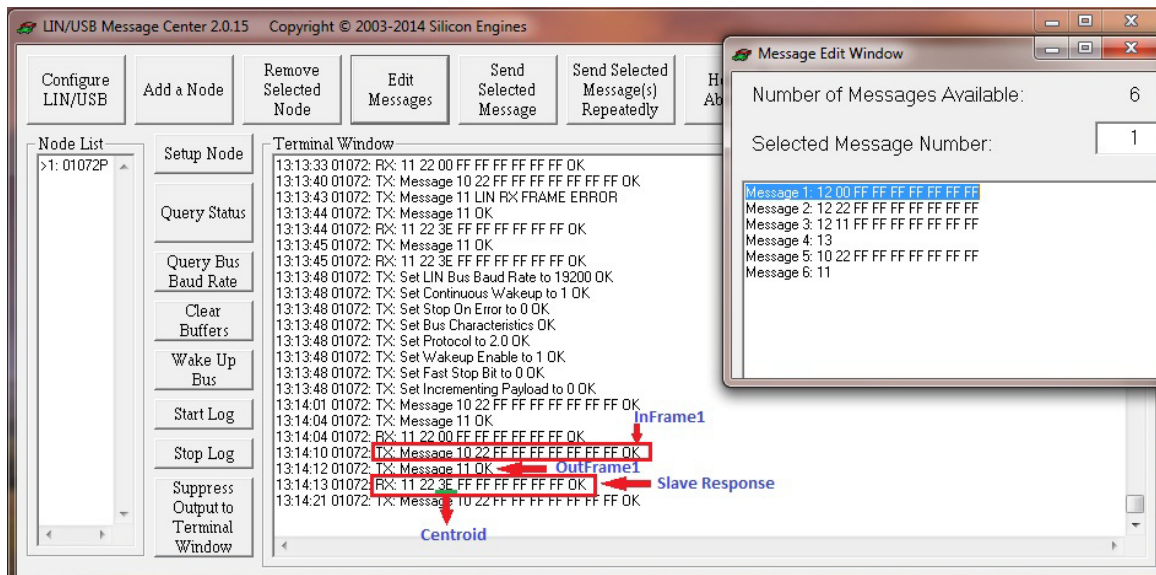 LIN/USB Message Center 2.0.15 Copyright © 2003-2014 Silicon Engines
Configure LIN/USB
Add a Node
Remove Selected Node
Edit Messages
Send Selected Message
Send Selected Message(s) Repeatedly
Node List
>1: 01072P
Setup Node
Query Status
Query Bus Baud Rate
Clear Buffers
Wake Up Bus
Start Log
Stop Log
Suppress Output to Terminal Window
Terminal Window
13:13:33 01072: RX: 11 22 00 FF FF FF FF FF FF OK
13:13:40 01072: TX: Message 10 22 FF FF FF FF FF FF FF OK
13:13:43 01072: TX: Message 11 LIN RX FRAME ERROR
13:13:44 01072: TX: Message 11 OK
13:13:44 01072: RX: 11 22 3E FF FF FF FF FF FF OK
13:13:45 01072: TX: Message 11 OK
13:13:45 01072: RX: 11 22 3E FF FF FF FF FF FF OK
13:13:48 01072: TX: Set LIN Bus Baud Rate to 19200 OK
13:13:48 01072: TX: Set Continuous Wakeup to 1 OK
13:13:48 01072: TX: Set Stop On Error to 0 OK
13:13:48 01072: TX: Set Bus Characteristics OK
13:13:48 01072: TX: Set Protocol to 2.0 OK
13:13:48 01072: TX: Set Wakeup Enable to 1 OK
13:13:48 01072: TX: Set Fast Stop Bit to 0 OK
13:13:48 01072: TX: Set Incrementing Payload to 0 OK
13:14:01 01072: TX: Message 10 22 FF FF FF FF FF FF FF OK
13:14:04 01072: TX: Message 11 OK
InFrame1
13:14:04 01072: RX: 11 22 00 FF FF FF FF FF FF OK
13:14:10 01072: TX: Message 10 22 FF FF FF FF FF FF FF OK
13:14:12 01072: TX: Message 11 OK
OutFrame1
13:14:13 01072: RX: 11 22 3E FF FF FF FF FF FF OK
Slave Response
13:14:21 01072: TX: Message 10 22 FF FF FF FF FF FF FF OK
Centroid
Message Edit Window
Number of Messages Available: 6
Selected Message Number: 1
Message 1: 12 00 FF FF FF FF FF FF FF
Message 2: 12 22 FF FF FF FF FF FF FF
Message 3: 12 11 FF FF FF FF FF FF FF
Message 4: 13
Message 5: 10 22 FF FF FF FF FF FF FF
Message 6: 11